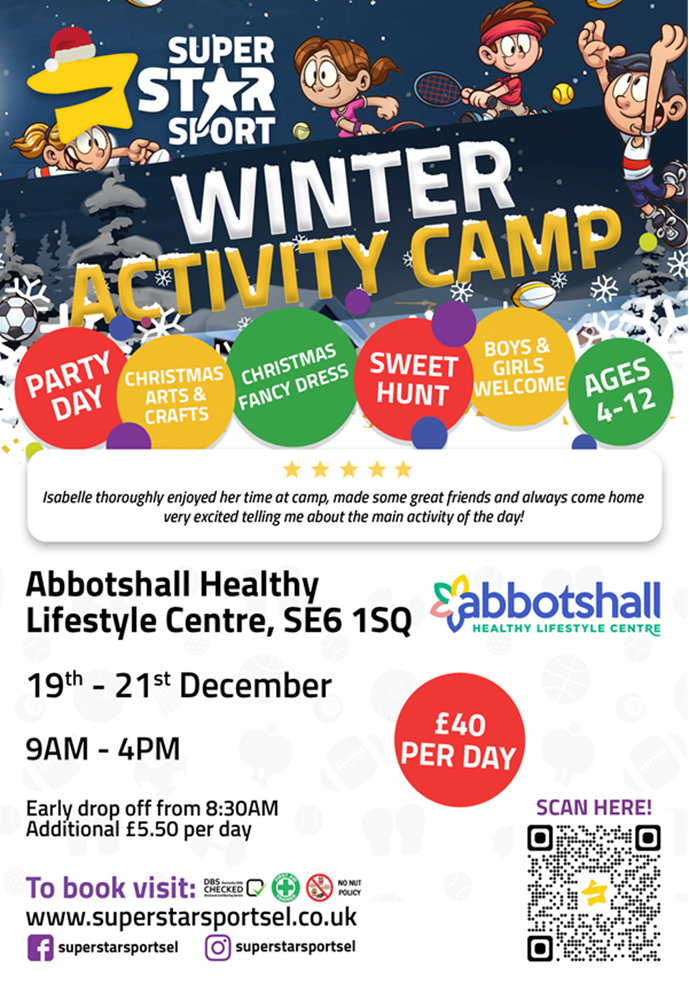 SUPER
STAR
SPORT
WINTER
ACTIVITY CAMP
PARTY
DAY
CHRISTMAS
ARTS &
CRAFTS
CHRISTMAS
FANCY DRESS
SWEET
HUNT
BOYS &
GIRLS
WELCOME
AGES
4-12
Isabelle thoroughly enjoyed her time at camp, made some great friends and always come home
very excited telling me about the main activity of the day!
Abbotshall Healthy
Lifestyle Centre, SE6 1SQ
abbotshall
HEALTHY LIFESTYLE CENTRE
19th - 21st December
9AM - 4PM
£40
PER DAY
Early drop off from 8:30AM
Additional £5.50 per day
SCAN HERE!
To book visit:
DBS
CHECKED
NO NUT
POLICY
www.superstarsportsel.co.uk
superstarsportsel
superstarsportsel